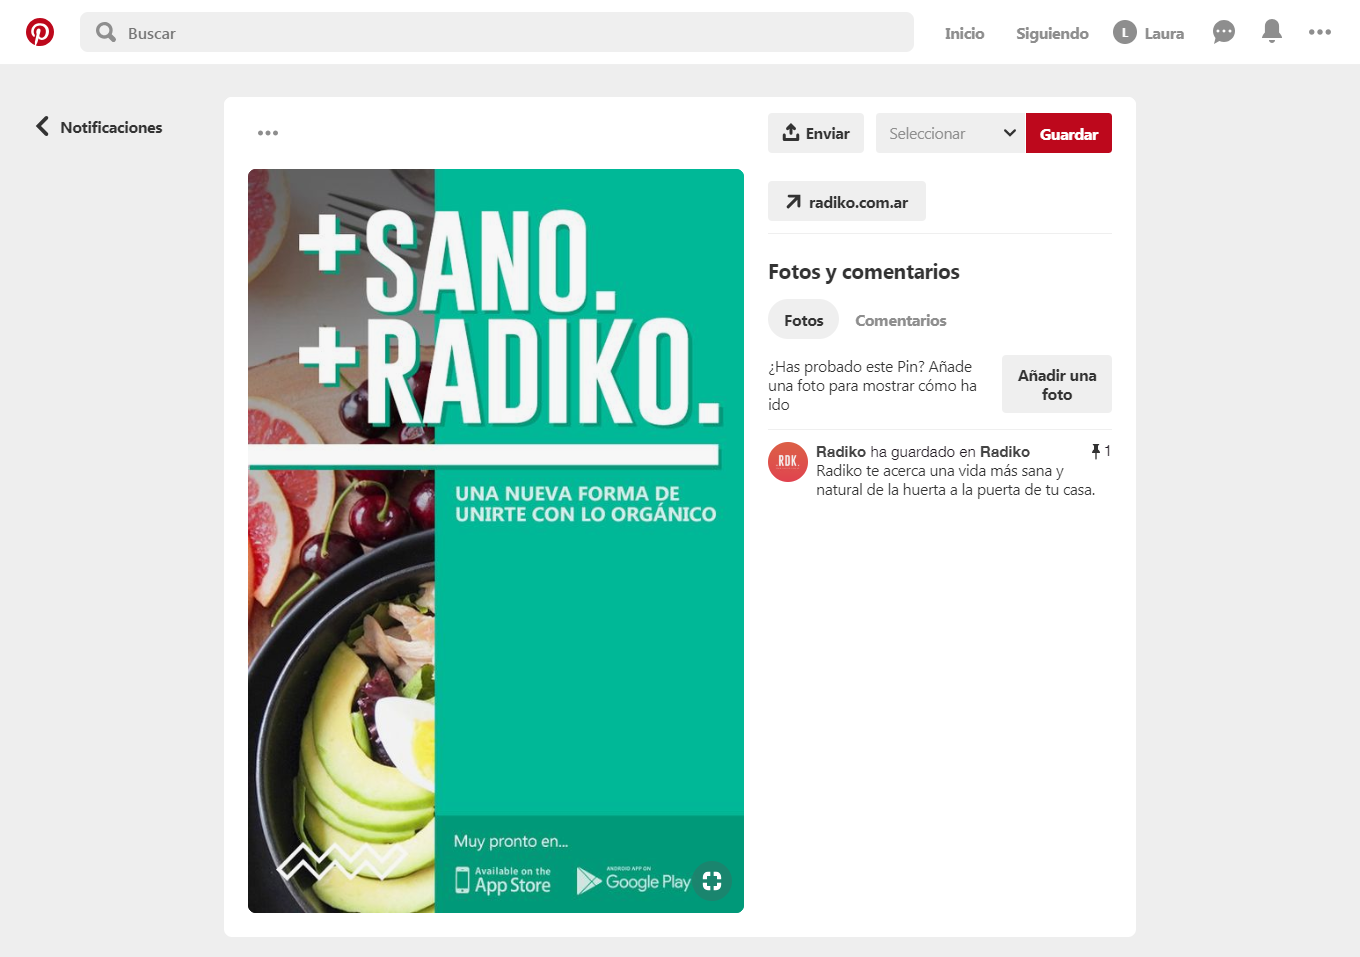 Buscar
Inicio
Siguiendo
L
Laura
Notificaciones
Enviar
Seleccionar
Guardar
+SANO.
+RADIKO.
UNA NUEVA FORMA DE
UNIRTE CON LO ORGÁNICO
Muy pronto en...
Available on the
App Store
ANDROID APP ON
Google Play
radiko.com.ar
Fotos y comentarios
Fotos
Comentarios
¿Has probado este Pin? Añade
una foto para mostrar cómo ha
ido
Añadir una
foto
.RDK.
Radiko ha guardado en Radiko
1
Radiko te acerca una vida más sana y
natural de la huerta a la puerta de tu casa.